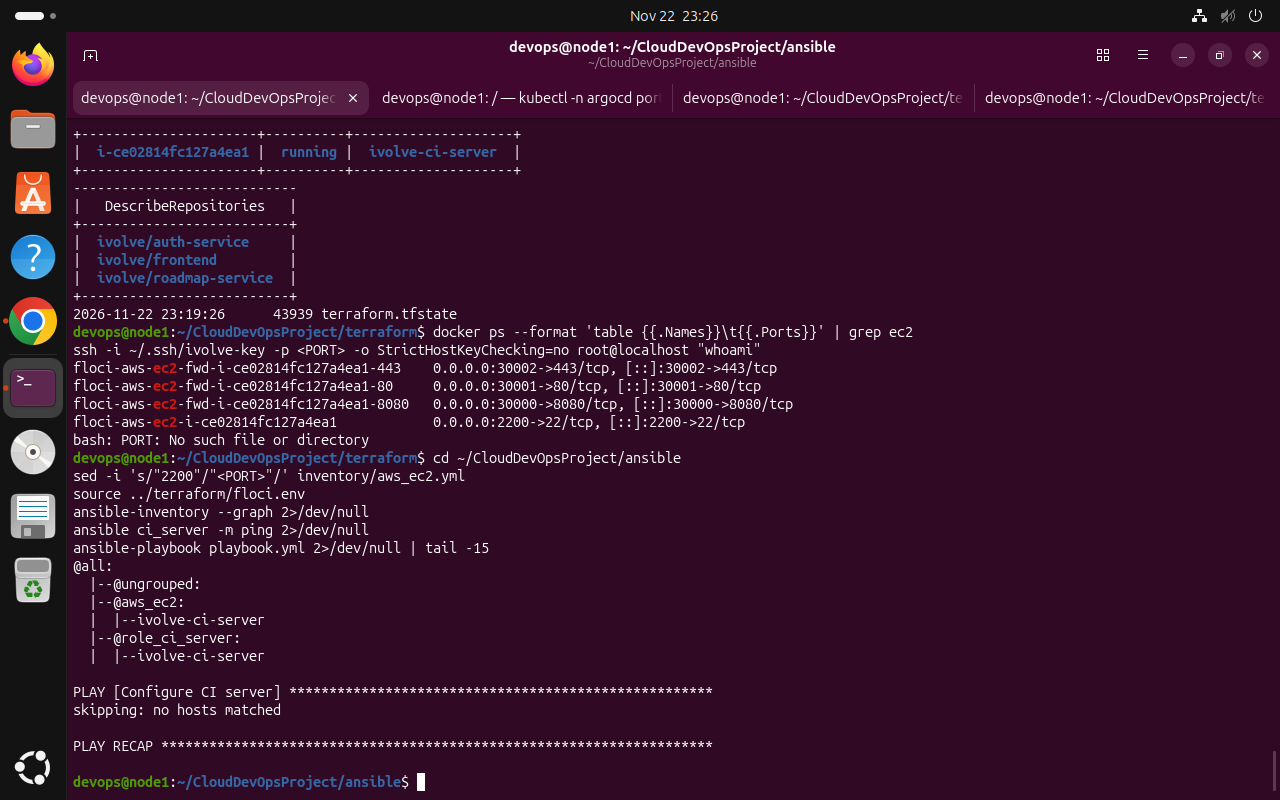 Nov 22 23:26
devops@node1: ~/CloudDevOpsProject/ansible
~/CloudDevOpsProject/ansible
devops@node1: ~/CloudDevOpsProjec
devops@node1: / — kubectl -n argocd por
devops@node1: ~/CloudDevOpsProject/te
devops@node1: ~/CloudDevOpsProject/te
+----------------------+----------+--------------------+
|  i-ce02814fc127a4ea1 |  running |  ivolve-ci-server  |
+----------------------+----------+--------------------+
----------------------------
|   DescribeRepositories   |
+--------------------------+
|  ivolve/auth-service     |
|  ivolve/frontend         |
|  ivolve/roadmap-service  |
+--------------------------+
2026-11-22 23:19:26      43939 terraform.tfstate
devops@node1:~/CloudDevOpsProject/terraform$ docker ps --format 'table {{.Names}}\t{{.Ports}}' | grep ec2
ssh -i ~/.ssh/ivolve-key -p <PORT> -o StrictHostKeyChecking=no root@localhost "whoami"
floci-aws-ec2-fwd-i-ce02814fc127a4ea1-443    0.0.0.0:30002->443/tcp, [::]:30002->443/tcp
floci-aws-ec2-fwd-i-ce02814fc127a4ea1-80     0.0.0.0:30001->80/tcp, [::]:30001->80/tcp
floci-aws-ec2-fwd-i-ce02814fc127a4ea1-8080   0.0.0.0:30000->8080/tcp, [::]:30000->8080/tcp
floci-aws-ec2-i-ce02814fc127a4ea1            0.0.0.0:2200->22/tcp, [::]:2200->22/tcp
bash: PORT: No such file or directory
devops@node1:~/CloudDevOpsProject/terraform$ cd ~/CloudDevOpsProject/ansible
sed -i 's/"2200"/"<PORT>"/' inventory/aws_ec2.yml
source ../terraform/floci.env
ansible-inventory --graph 2>/dev/null
ansible ci_server -m ping 2>/dev/null
ansible-playbook playbook.yml 2>/dev/null | tail -15
@all:
  |--@ungrouped:
  |--@aws_ec2:
  |  |--ivolve-ci-server
  |--@role_ci_server:
  |  |--ivolve-ci-server

PLAY [Configure CI server] *****************************************************
skipping: no hosts matched

PLAY RECAP *********************************************************************

devops@node1:~/CloudDevOpsProject/ansible$